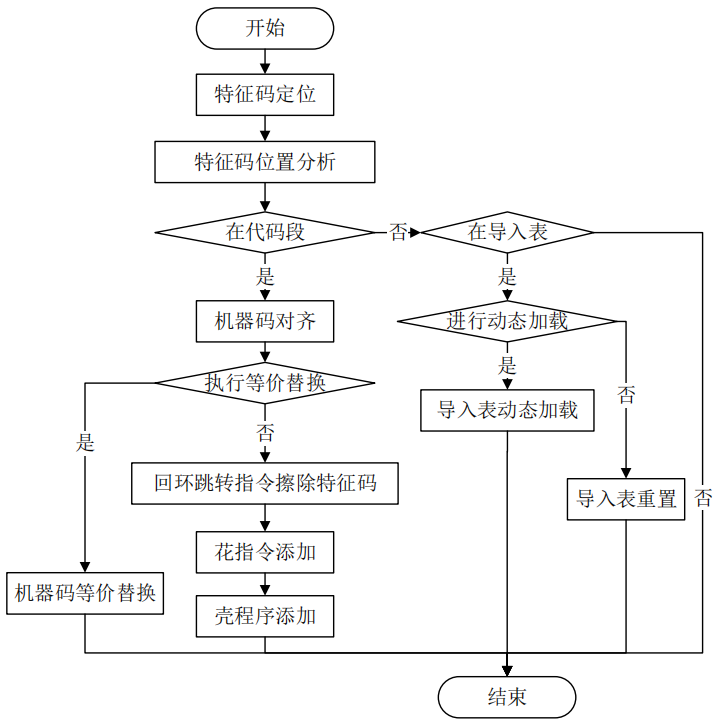 开始
特征码定位
特征码位置分析
在代码段
否
在导入表
是
是
机器码对齐
进行动态加载
执行等价替换
是
否
导入表动态加载
是
否
回环跳转指令擦除特征码
导入表重置
否
花指令添加
机器码等价替换
壳程序添加
结束